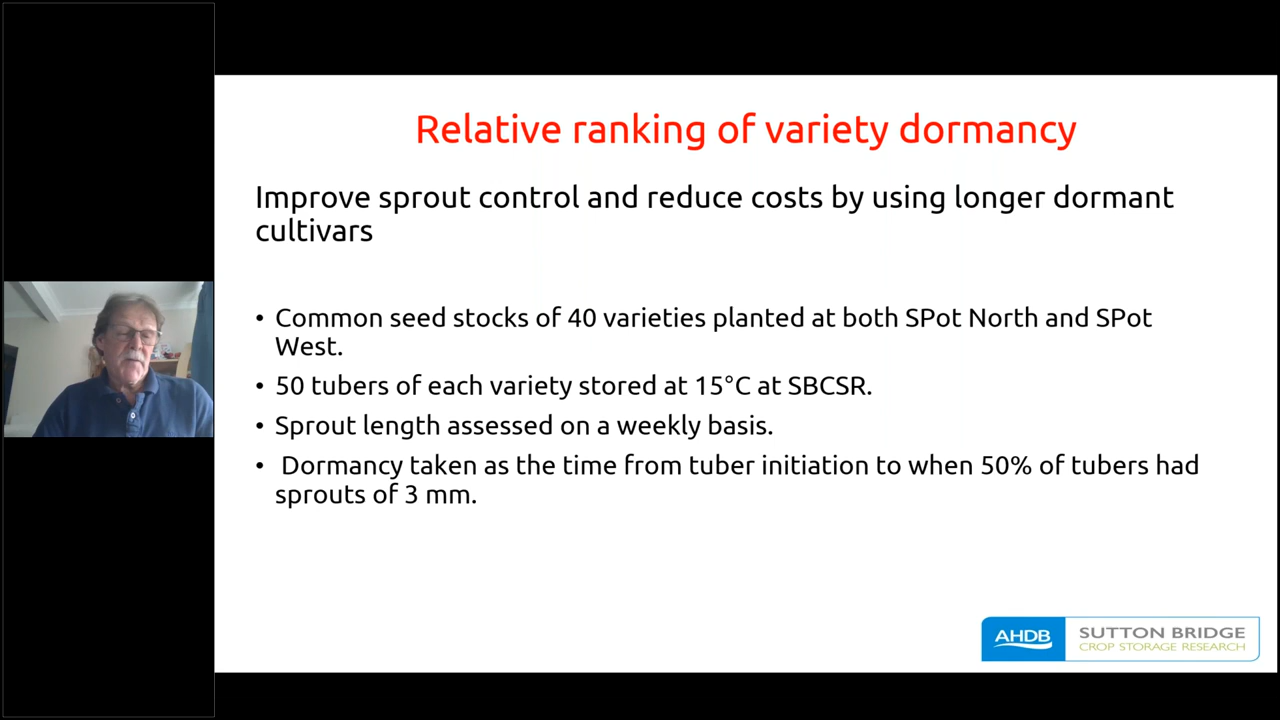 Relative ranking of variety dormancy
Improve sprout control and reduce costs by using longer dormant
cultivars
• Common seed stocks of 40 varieties planted at both SPot North and SPot
West.
• 50 tubers of each variety stored at 15°C at SBCSR.
• Sprout length assessed on a weekly basis.
• Dormancy taken as the time from tuber initiation to when 50% of tubers had
sprouts of 3 mm.
AHDB
SUTTON BRIDGE
CROP STORAGE RESEARCH